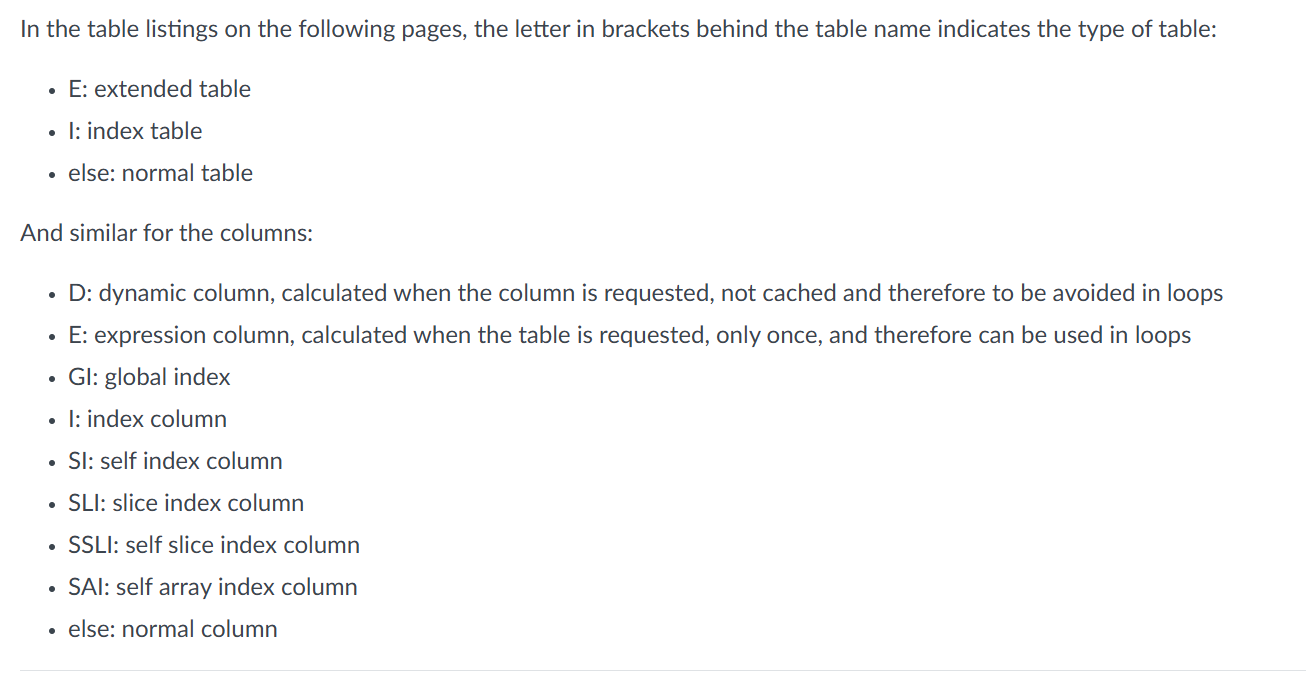 In the table listings on the following pages, the letter in brackets behind the table name indicates the type of table:
• E: extended table
• I: index table
• else: normal table
And similar for the columns:
• D: dynamic column, calculated when the column is requested, not cached and therefore to be avoided in loops
• E: expression column, calculated when the table is requested, only once, and therefore can be used in loops
• GI: global index
• I: index column
• SI: self index column
• SLI: slice index column
• SSLI: self slice index column
• SAI: self array index column
• else: normal column